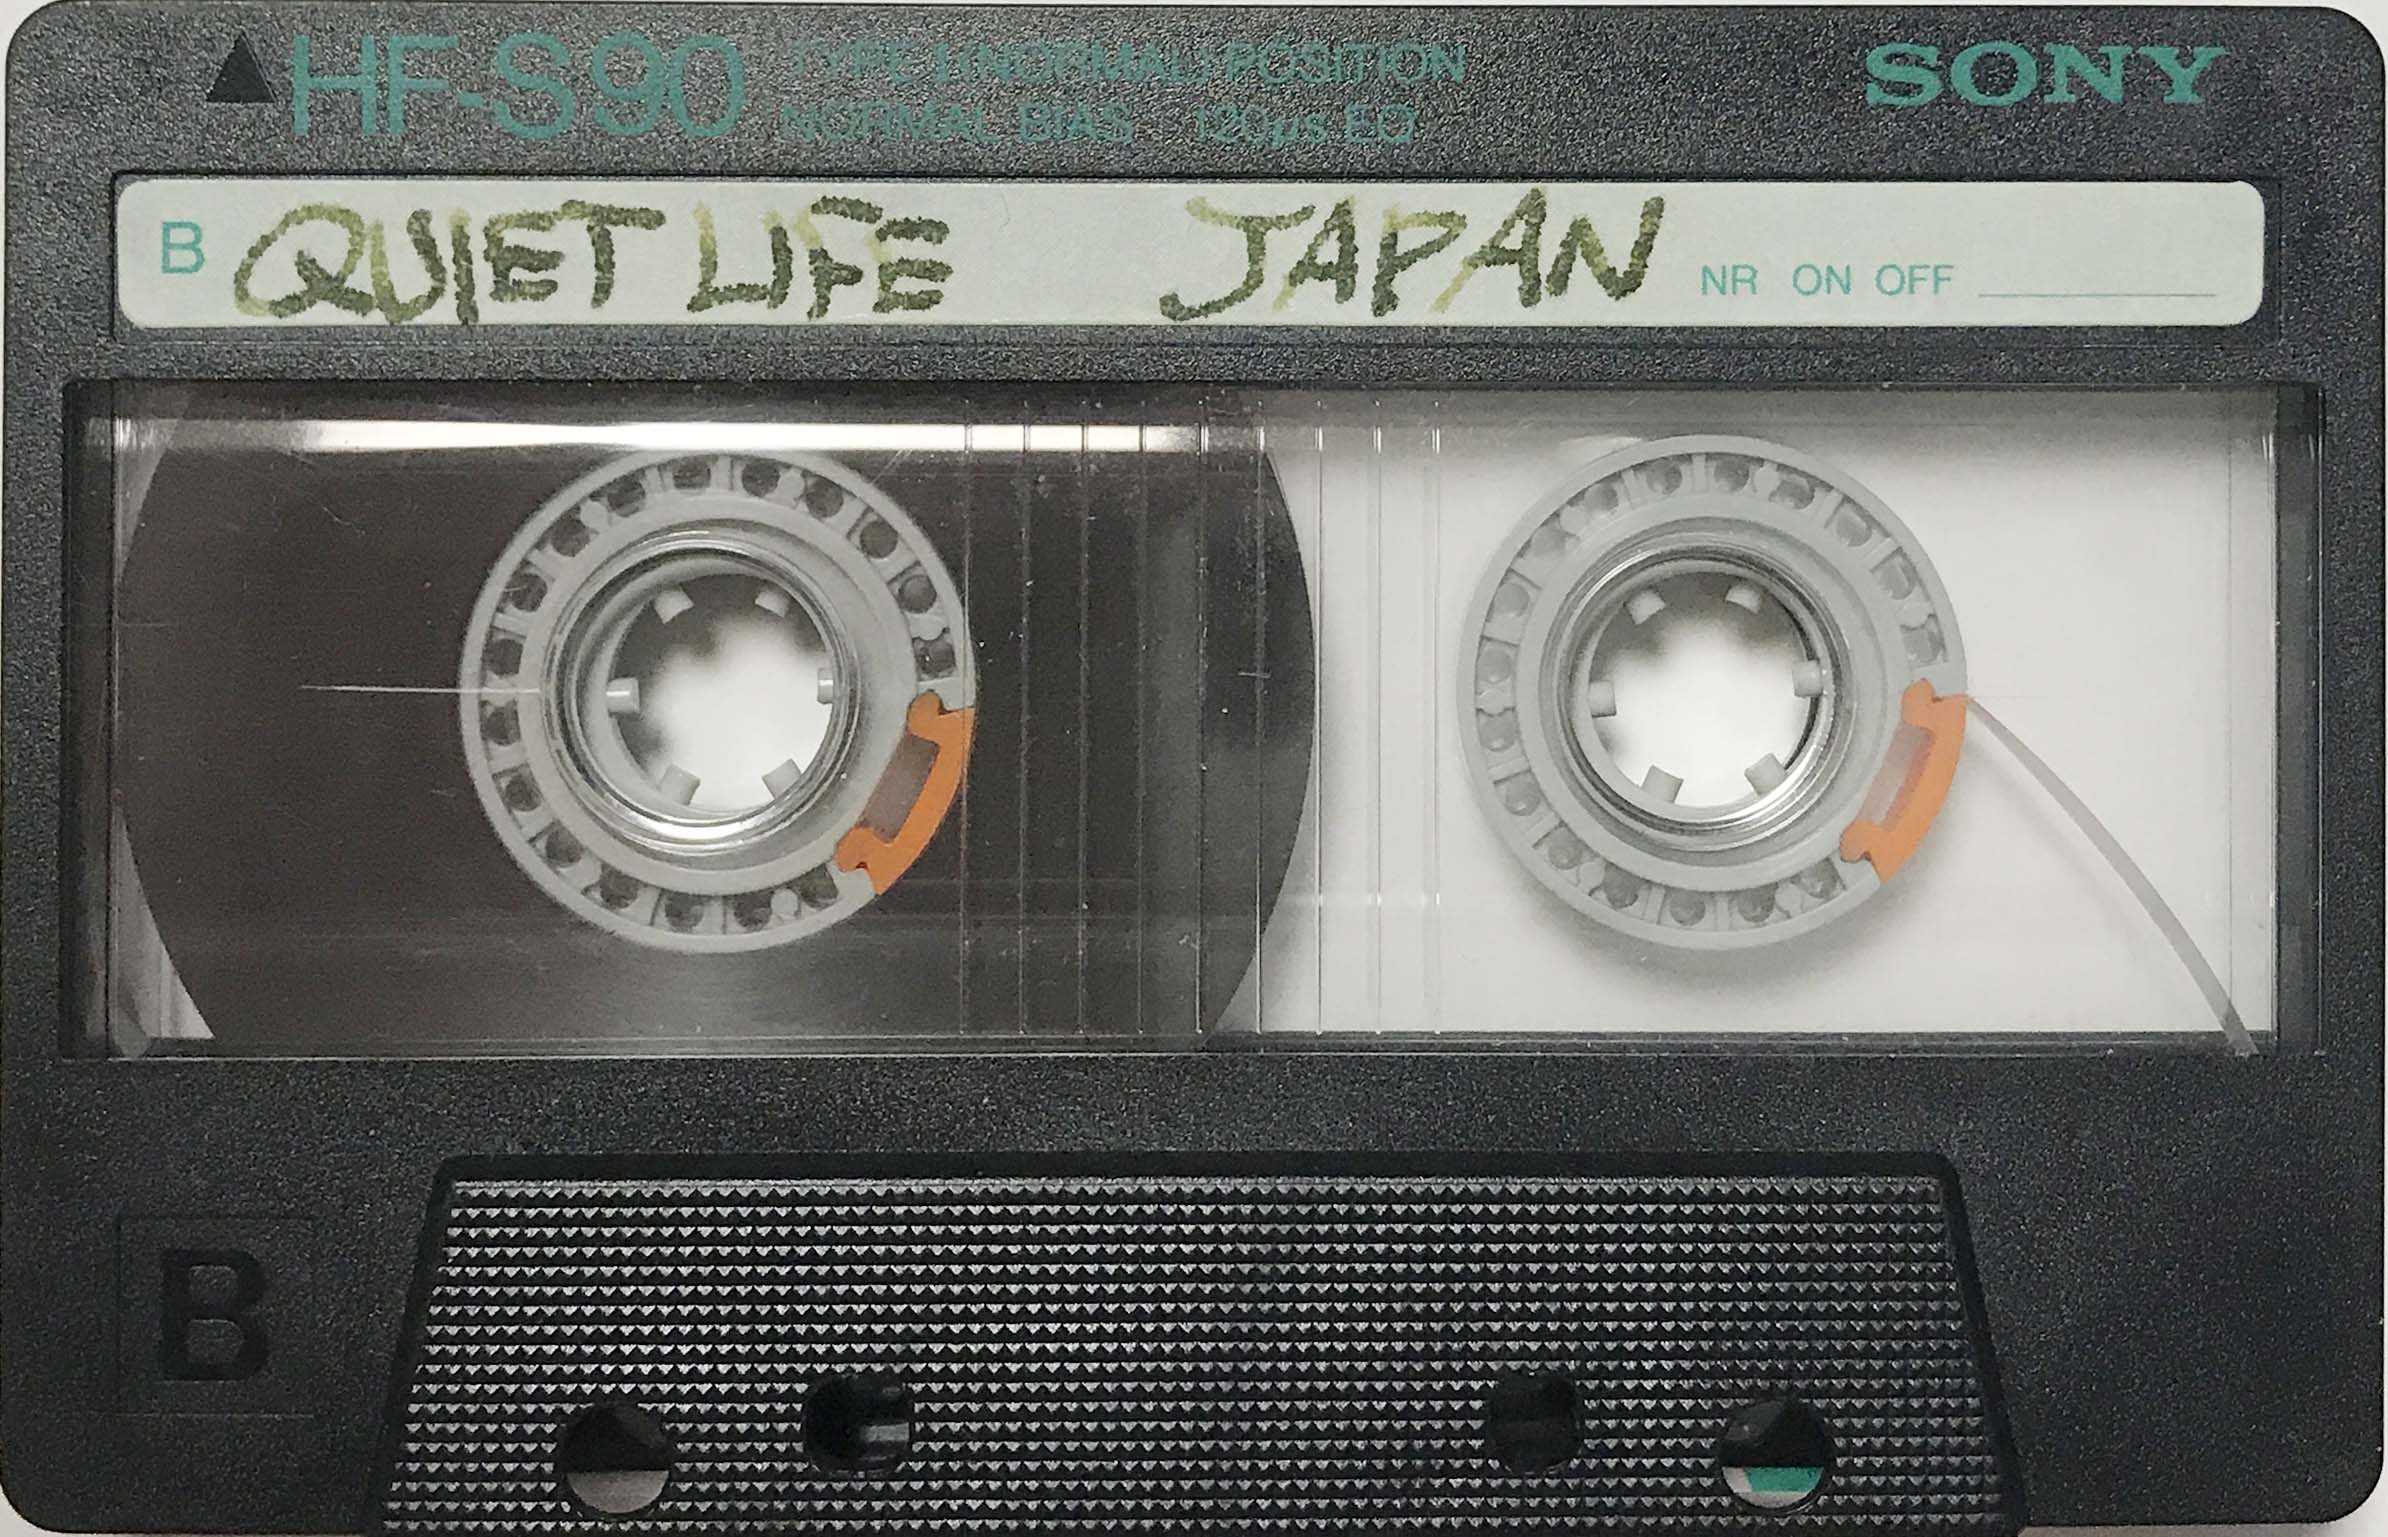 HF-S90 TYPE I (NORMAL) POSITION SONY
NORMAL BIAS 120μs EQ
B QUIET LIFE JAPAN NR ON OFF
B